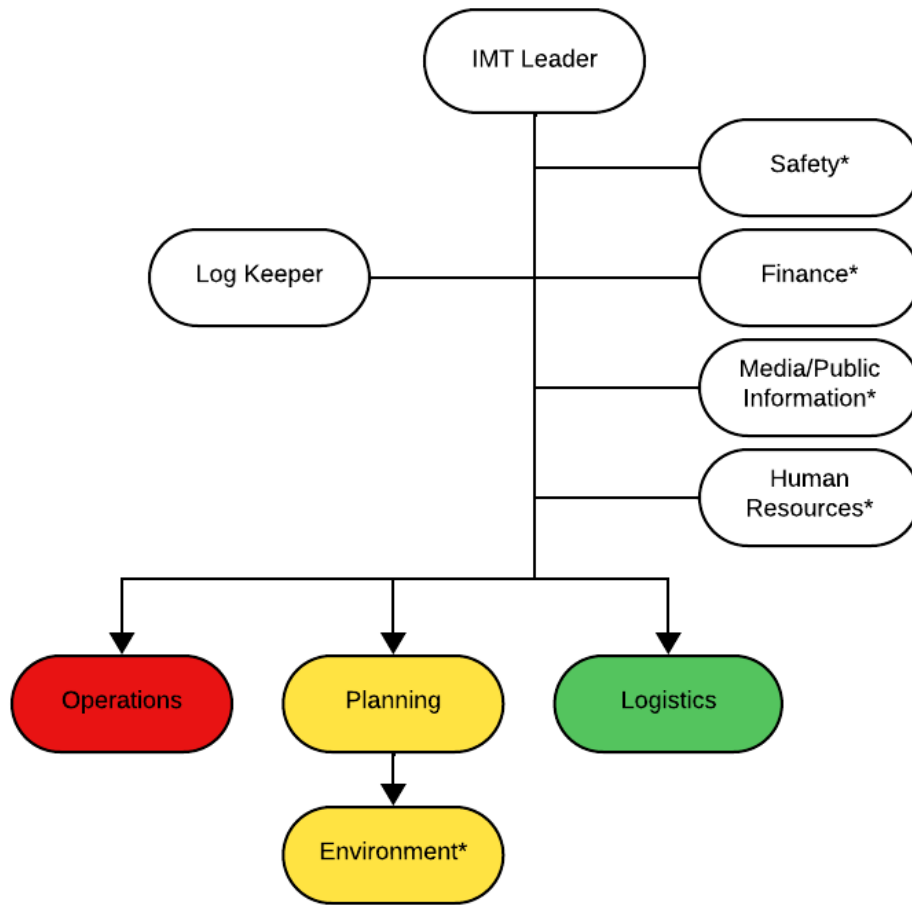 IMT Leader
Safety*
Log Keeper
Finance*
Media/Public
Information*
Human
Resources*
Operations
Planning
Logistics
Environment*